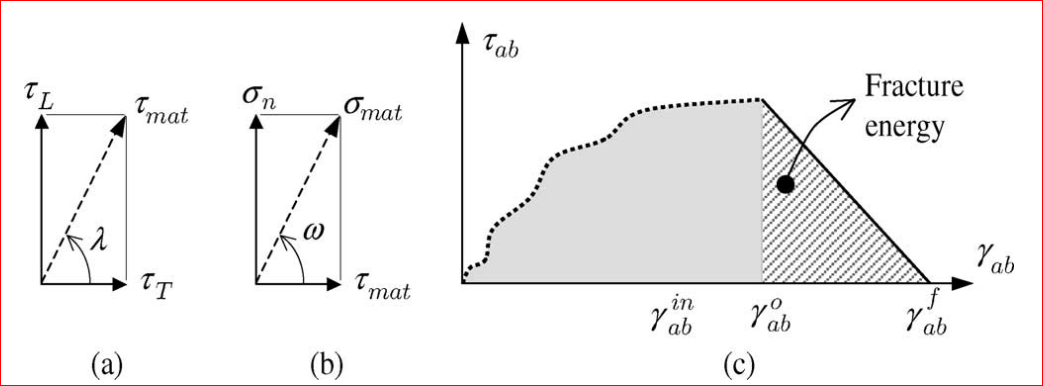 τ_L
τ_mat
λ
τ_T
(a)
σ_n
σ_mat
ω
τ_mat
(b)
τ_ab
Fracture
energy
γ_ab
γ_ab^in
γ_ab^o
γ_ab^f
(c)